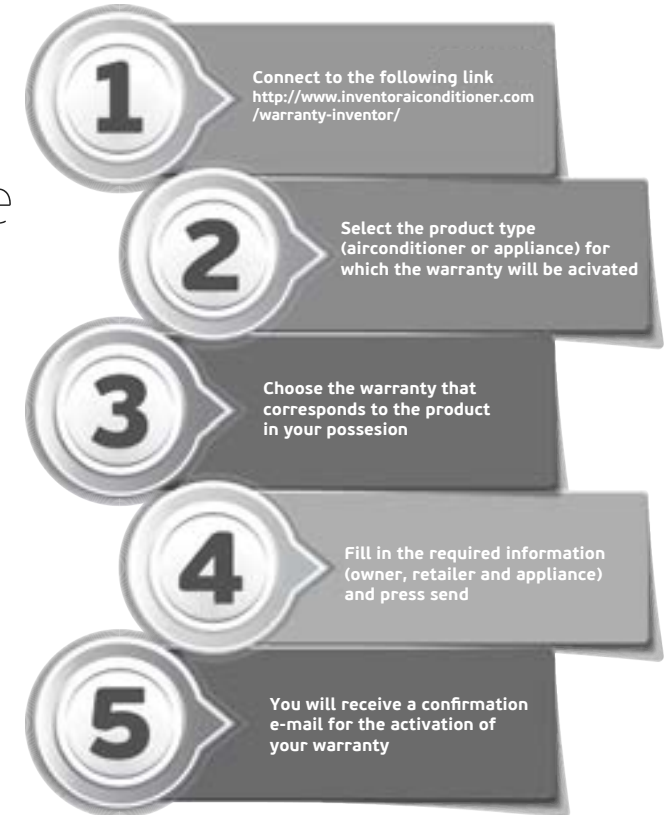 e
1
Connect to the following link
http://www.inventoraiconditioner.com
/warranty-inventor/
2
Select the product type
(airconditioner or appliance) for
which the warranty will be acivated
3
Choose the warranty that
corresponds to the product
in your possesion
4
Fill in the required information
(owner, retailer and appliance)
and press send
5
You will receive a confirmation
e-mail for the activation of
your warranty